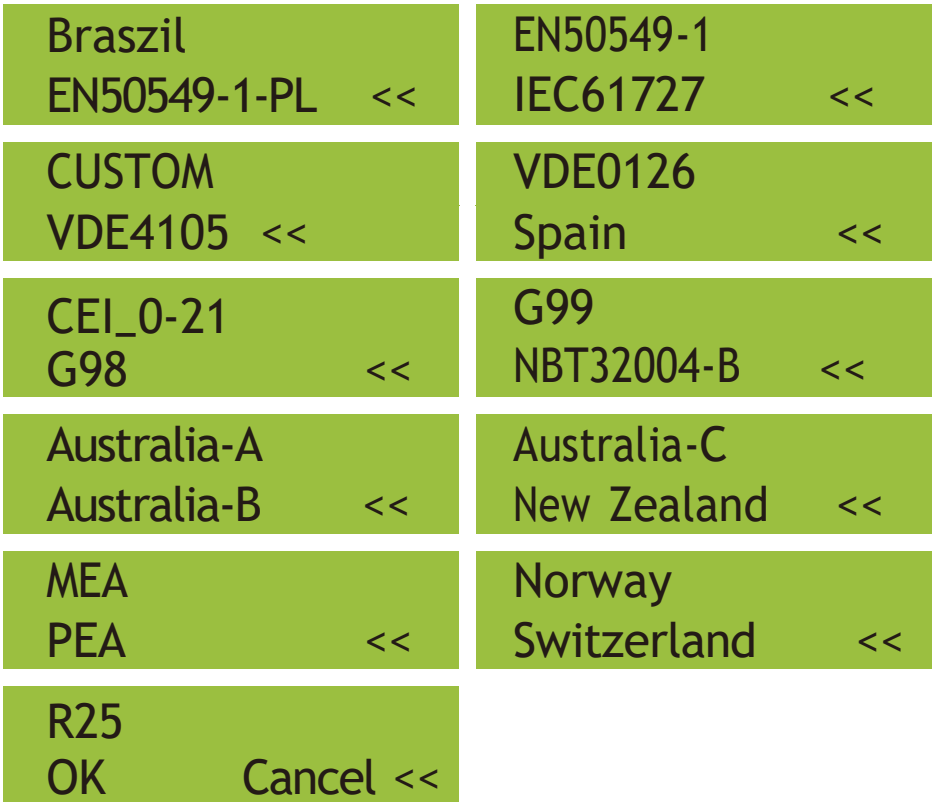 Braszil
EN50549-1-PL <<
EN50549-1
IEC61727 <<
CUSTOM
VDE4105 <<
VDE0126
Spain <<
CEI_0-21
G98 <<
G99
NBT32004-B <<
Australia-A
Australia-B <<
Australia-C
New Zealand <<
MEA
PEA <<
Norway
Switzerland <<
R25
OK Cancel <<